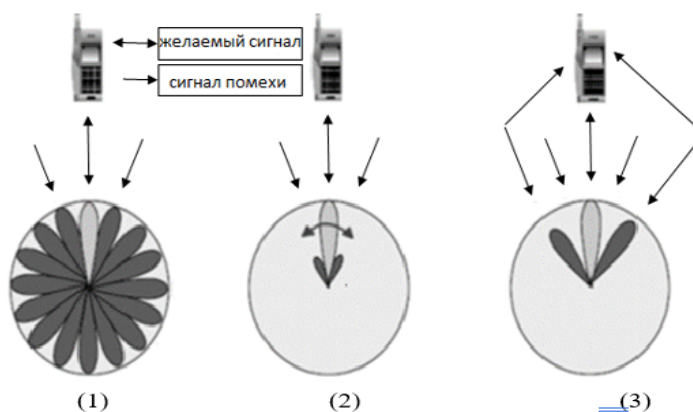 желаемый сигнал
сигнал помехи
(1)
(2)
(3)